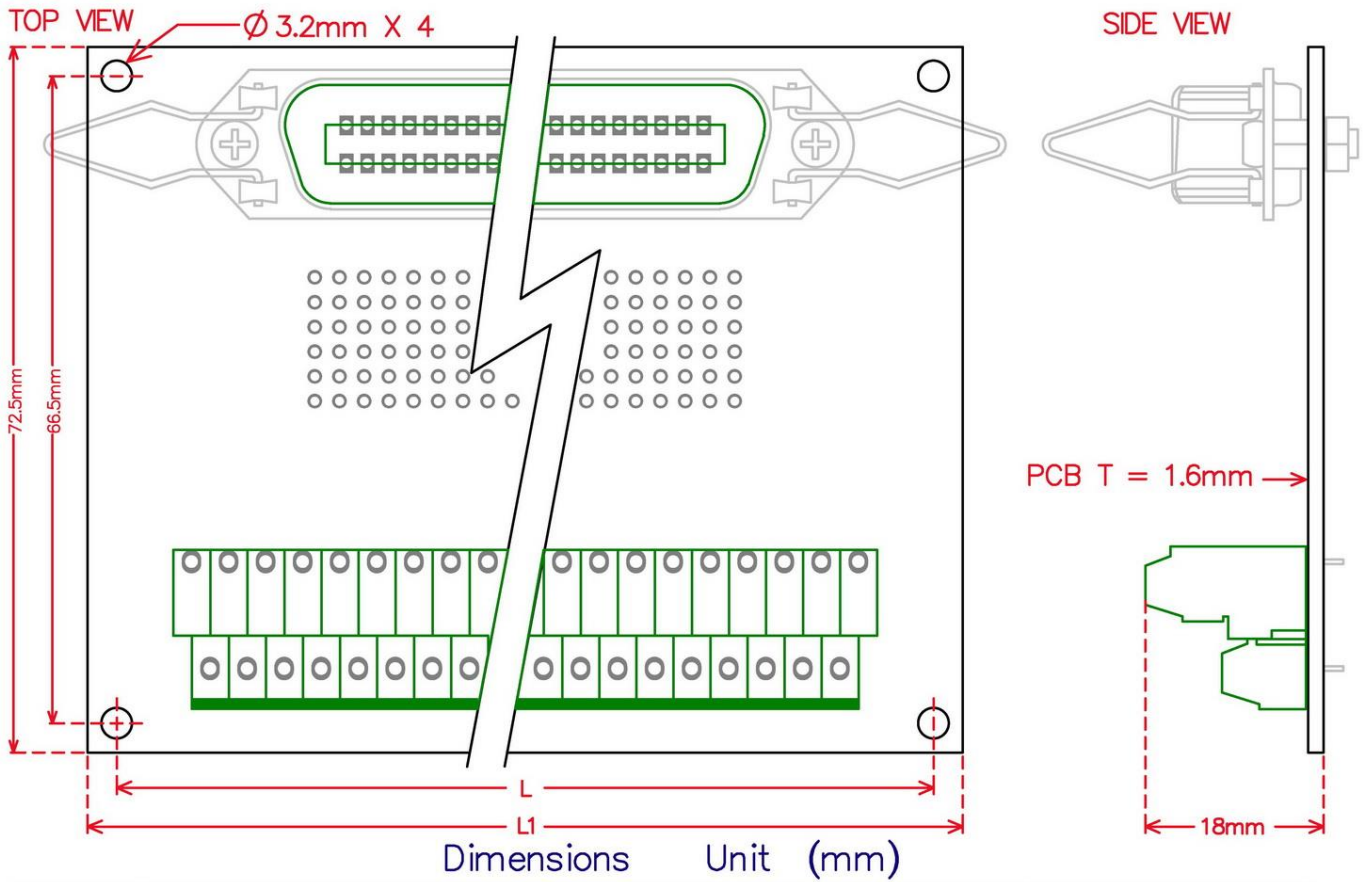 TOP VIEW
Ø 3.2mm X 4
SIDE VIEW
72.5mm
66.5mm
PCB T = 1.6mm
L
L1
18mm
Dimensions Unit (mm)